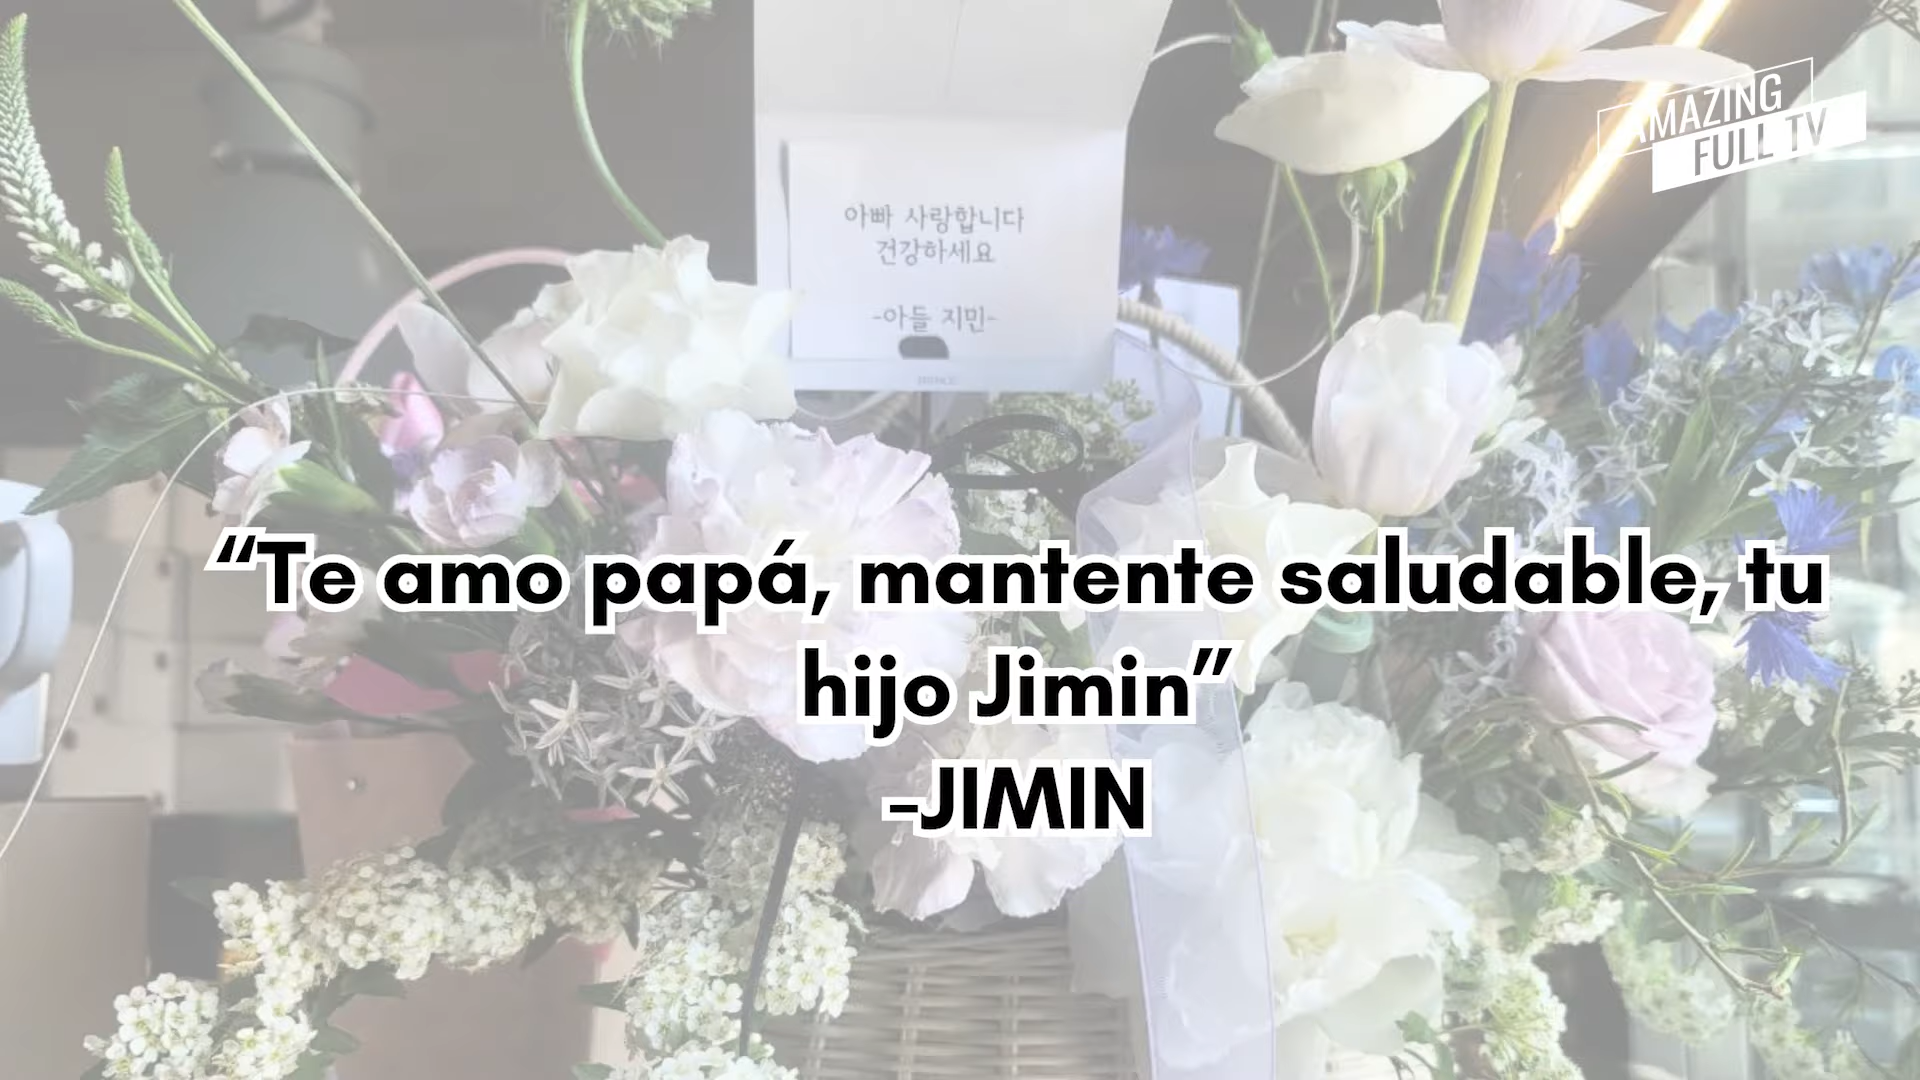 AMAZING
FULL TV
아빠 사랑합니다
건강하세요
-아들 지민-
“Te amo papá, mantente saludable, tu
hijo Jimin”
-JIMIN